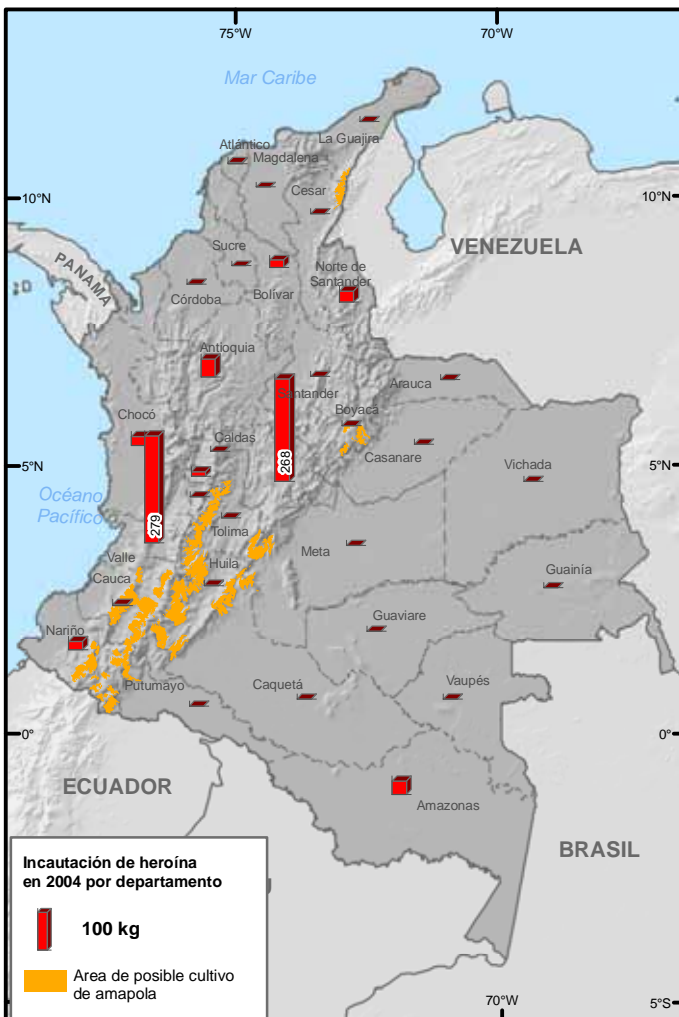 75°W
70°W
Mar Caribe
La Guajira
Atlántico
Magdalena
Cesar
10°N
10°N
VENEZUELA
PANAMA
Sucre
Norte de
Santander
Bolívar
Córdoba
Antioquia
Santander
Arauca
Boyacá
Chocó
Caldas
Casanare
268
5°N
5°N
Vichada
Océano
Pacífico
279
Tolima
Valle
Meta
Huila
Guainía
Cauca
Guaviare
Nariño
Putumayo
Caquetá
Vaupés
0°
0°
ECUADOR
Amazonas
BRASIL
Incautación de heroína
en 2004 por departamento
100 kg
Area de posible cultivo
de amapola
70°W
5°S